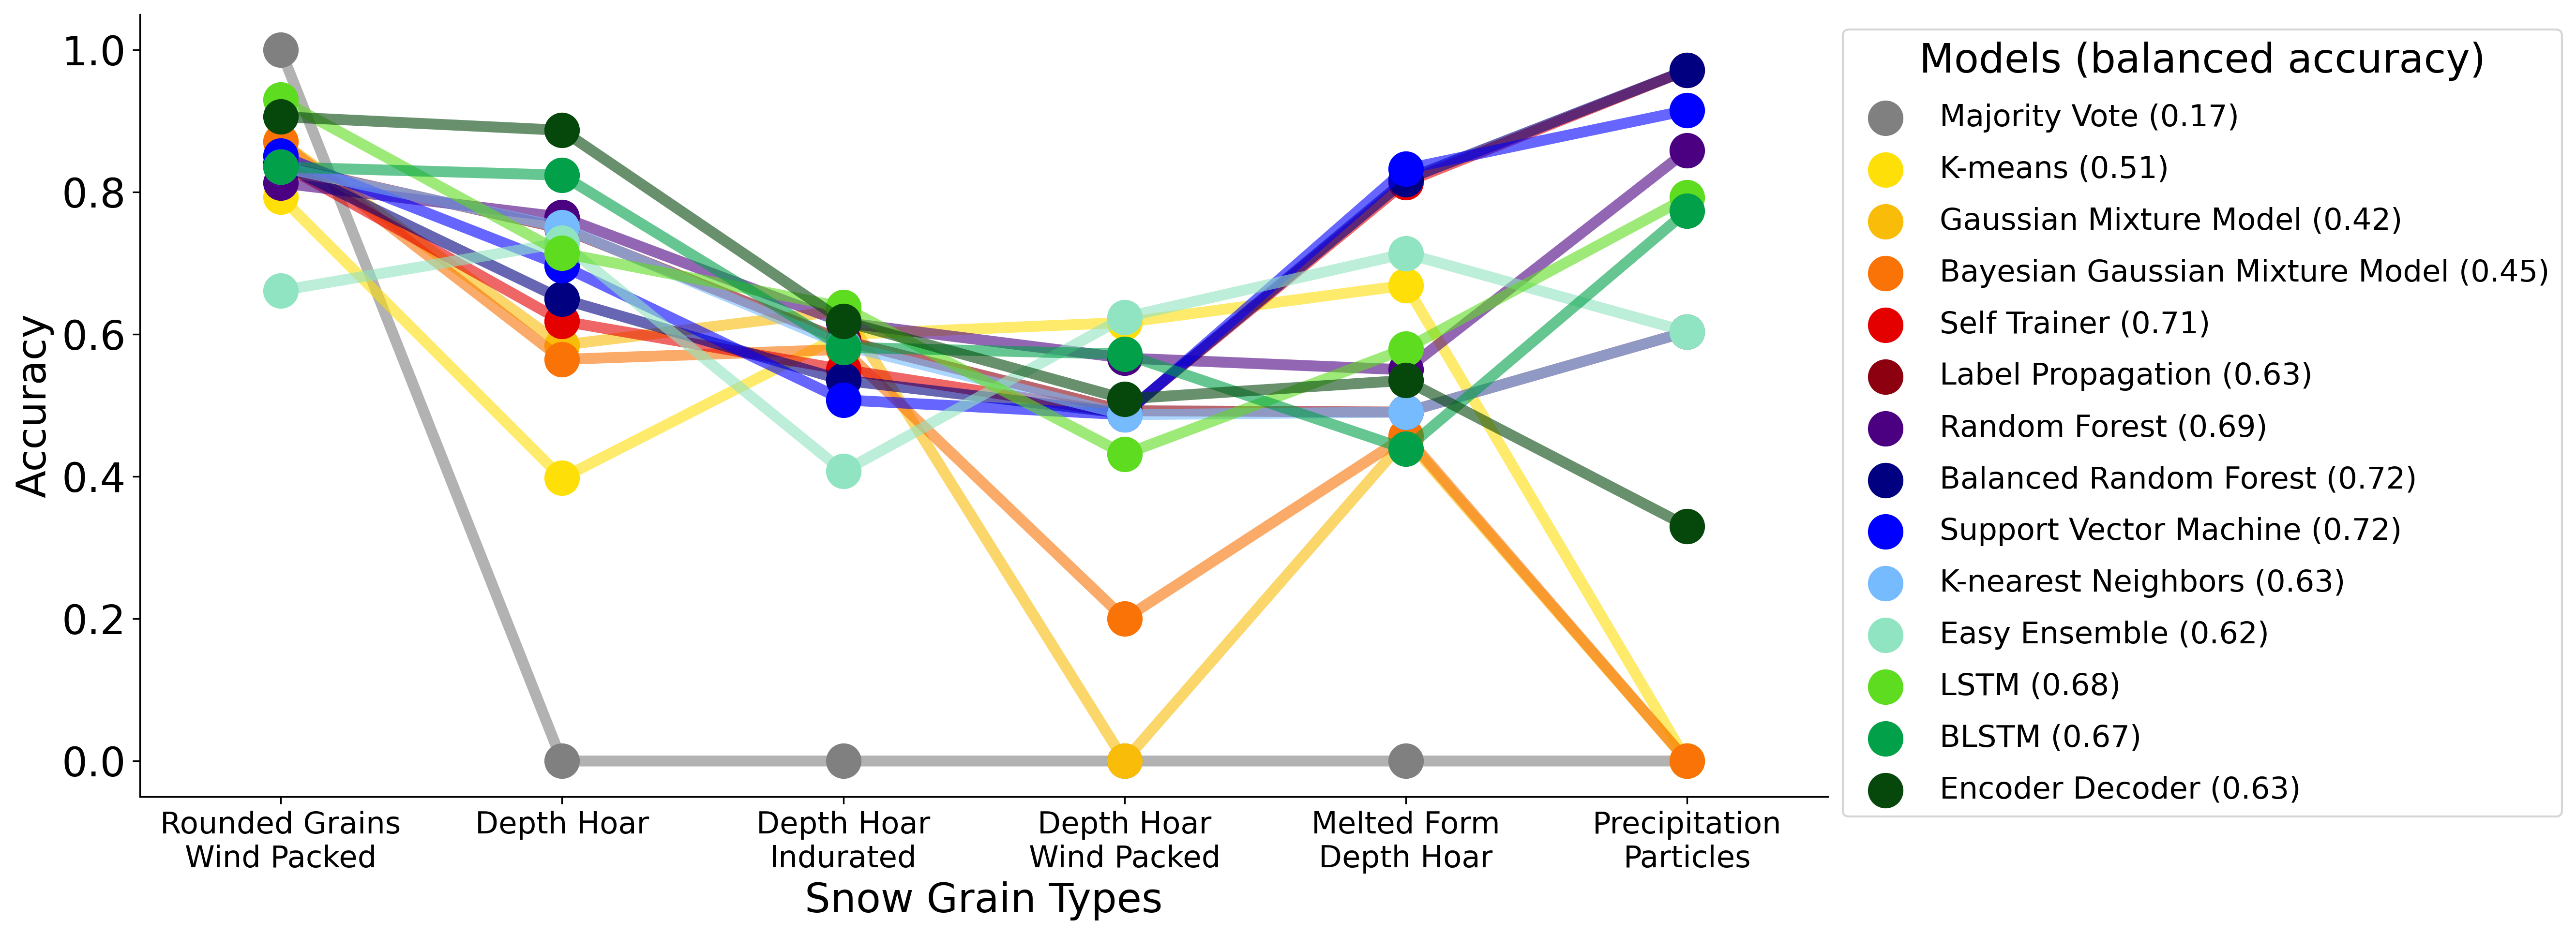 Accuracy
1.0
0.8
0.6
0.4
0.2
0.0
Rounded Grains
Wind Packed
Depth Hoar
Depth Hoar
Indurated
Depth Hoar
Wind Packed
Melted Form
Depth Hoar
Precipitation
Particles
Snow Grain Types
Models (balanced accuracy)
Majority Vote (0.17)
K-means (0.51)
Gaussian Mixture Model (0.42)
Bayesian Gaussian Mixture Model (0.45)
Self Trainer (0.71)
Label Propagation (0.63)
Random Forest (0.69)
Balanced Random Forest (0.72)
Support Vector Machine (0.72)
K-nearest Neighbors (0.63)
Easy Ensemble (0.62)
LSTM (0.68)
BLSTM (0.67)
Encoder Decoder (0.63)